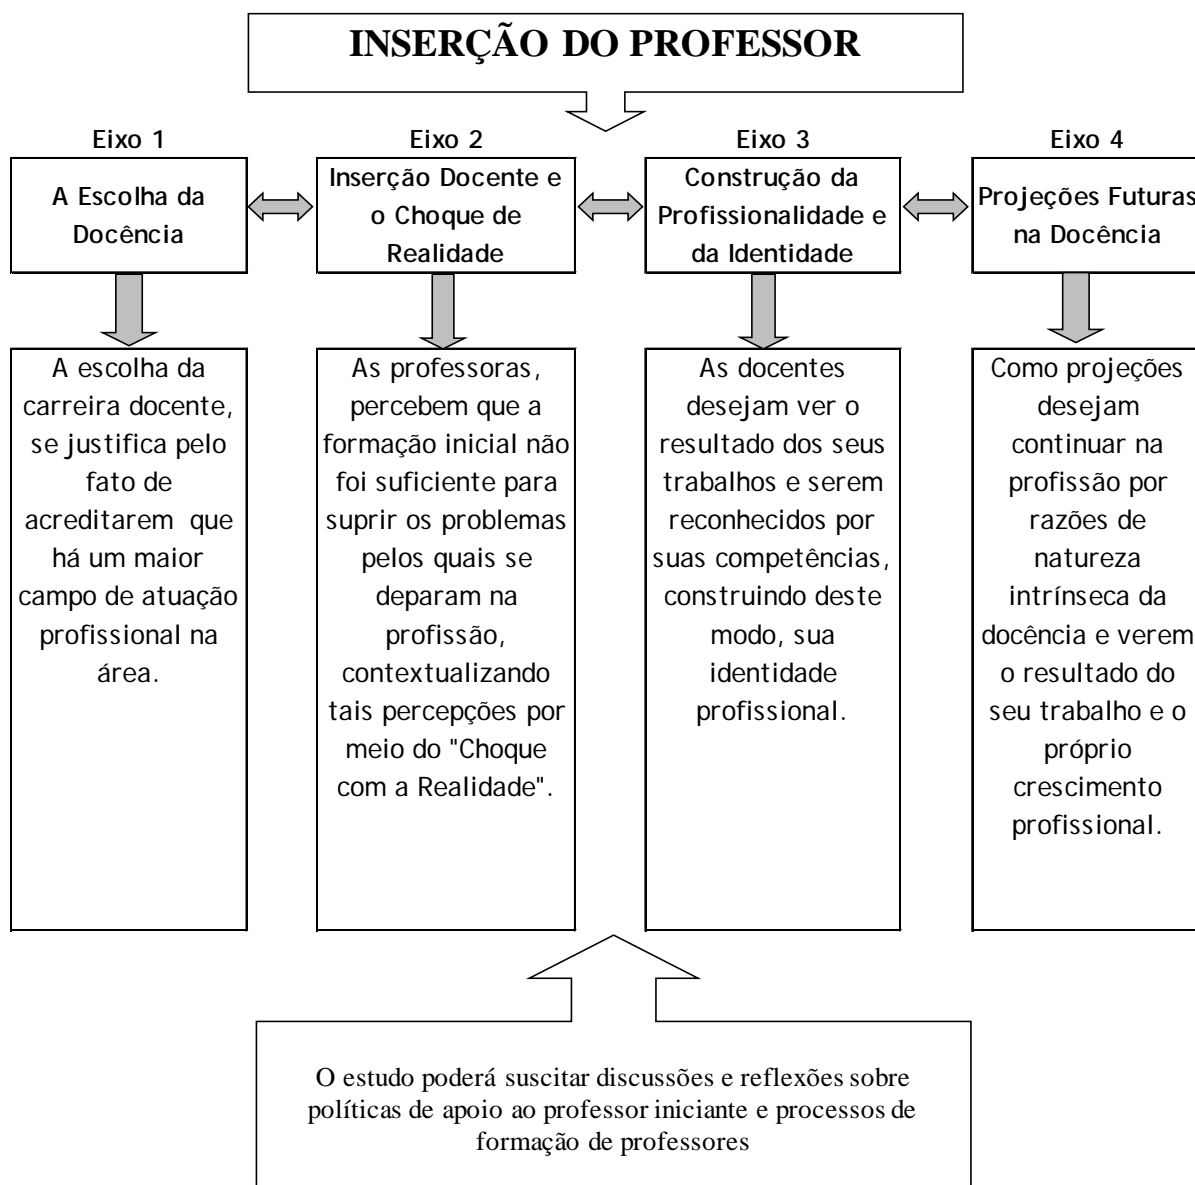 INSERÇÃO DO PROFESSOR
Eixo 1
A Escolha da
Docência
Eixo 2
Inserção Docente e
o Choque de
Realidade
Eixo 3
Construção da
Profissionalidade e
da Identidade
Eixo 4
Projeções Futuras
na Docência
A escolha da
carreira docente,
se justifica pelo
fato de
acreditarem que
há um maior
campo de atuação
profissional na
área.
As professoras,
percebem que a
formação inicial não
foi suficiente para
suprir os problemas
pelos quais se
deparam na
profissão,
contextualizando
tais percepções por
meio do "Choque
com a Realidade".
As docentes
desejam ver o
resultado dos seus
trabalhos e serem
reconhecidos por
suas competências,
construindo deste
modo, sua
identidade
profissional.
Como projeções
desejam
continuar na
profissão por
razões de
natureza
intrínseca da
docência e verem
o resultado do
seu trabalho e o
próprio
crescimento
profissional.
O estudo poderá suscitar discussões e reflexões sobre
políticas de apoio ao professor iniciante e processos de
formação de professores